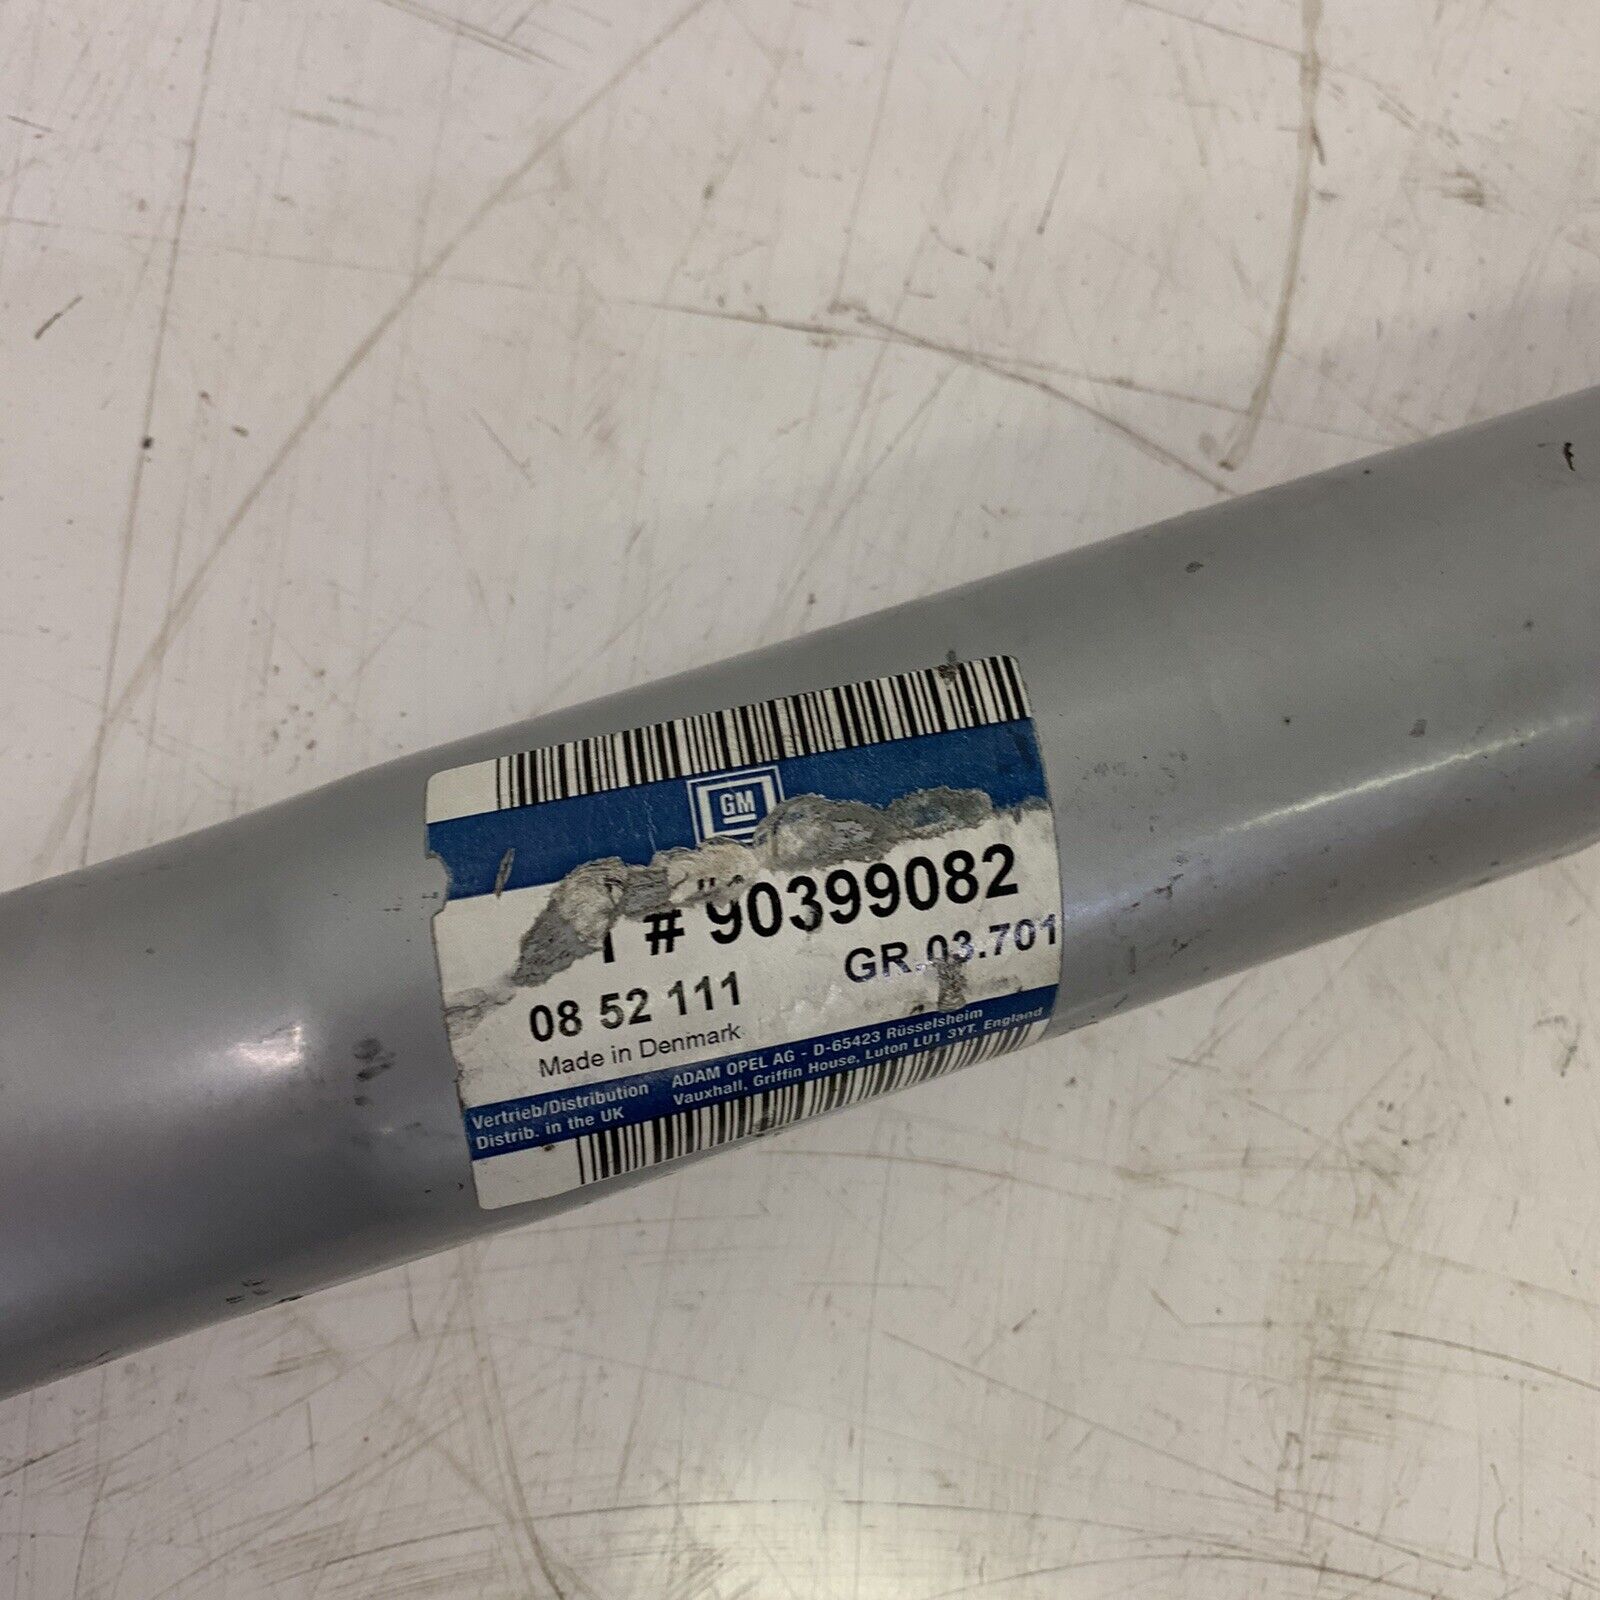 GM
# 90399082
08 52 111 GR.03.701
Made in Denmark
Vertrieb/Distribution ADAM OPEL AG - D-65423 Rüsselsheim
Distrib. in the UK Vauxhall, Griffin House, Luton LU1 3YT. England